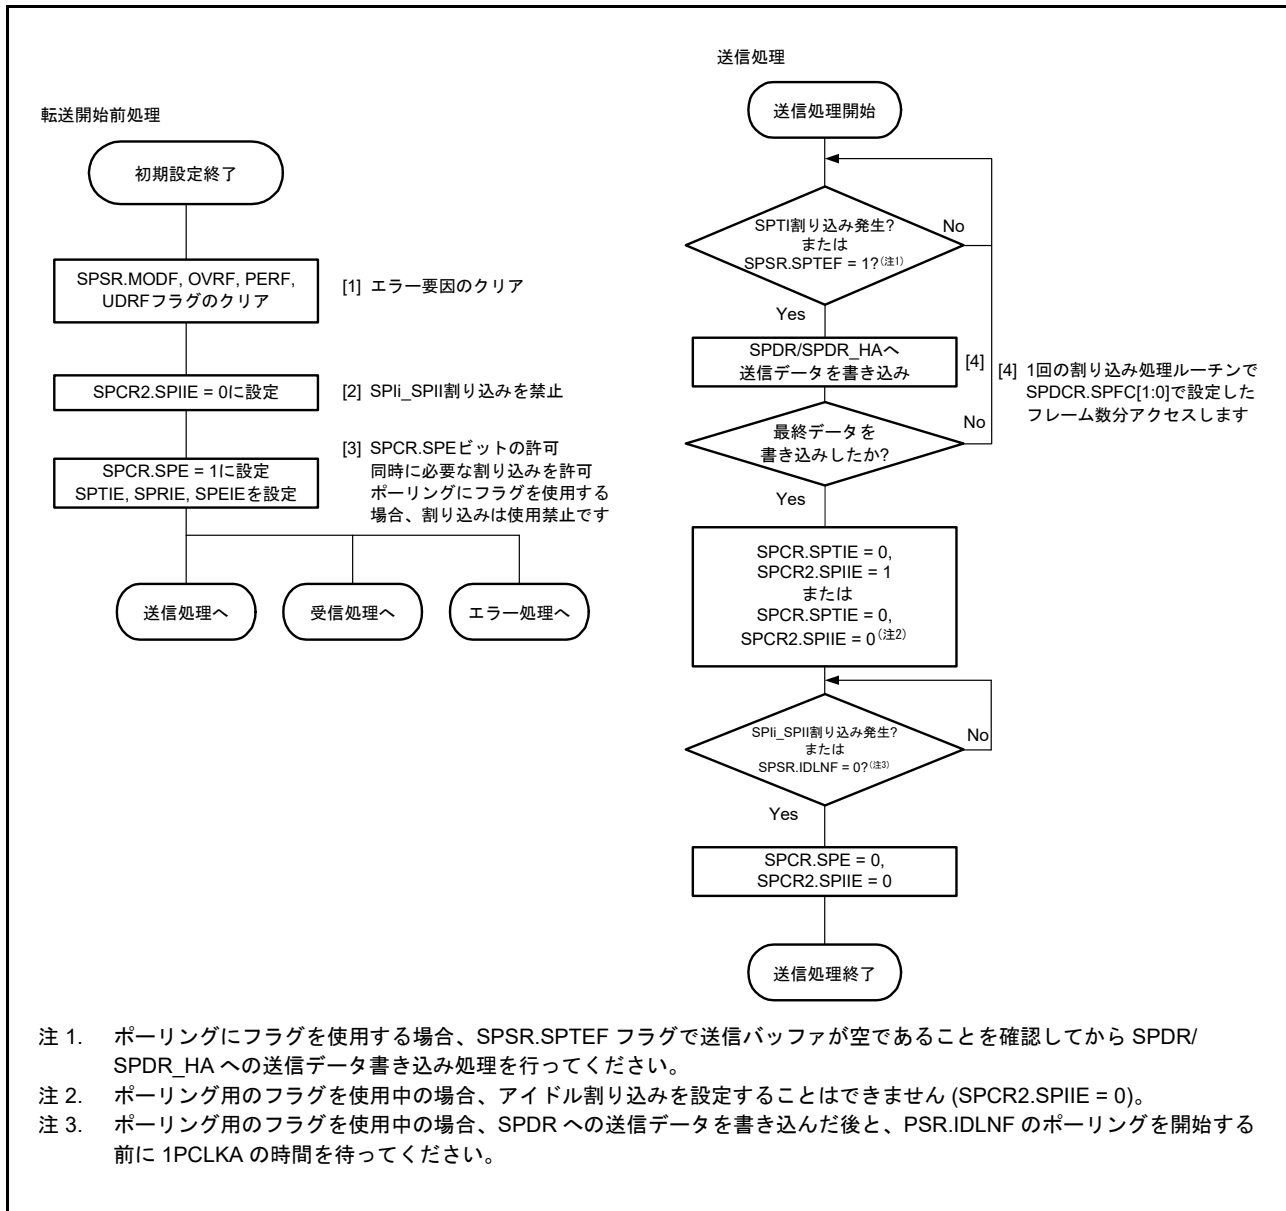 転送開始前処理
初期設定終了
SPSR.MODF, OVRF, PERF,
UDRFフラグのクリア
[1] エラー要因のクリア
SPCR2.SPIIE = 0に設定
[2] SPIi_SPII割り込みを禁止
SPCR.SPE = 1に設定
SPTIE, SPRIE, SPEIEを設定
[3] SPCR.SPEビットの許可
同時に必要な割り込みを許可
ポーリングにフラグを使用する
場合、割り込みは使用禁止です
送信処理へ
受信処理へ
エラー処理へ
送信処理
送信処理開始
SPTI割り込み発生?
または
SPSR.SPTEF = 1?(注1)
No
Yes
SPDR/SPDR_HAへ
送信データを書き込み
[4]
[4] 1回の割り込み処理ルーチンで
SPDCR.SPFC[1:0]で設定した
フレーム数分アクセスします
最終データを
書き込みしたか?
No
Yes
SPCR.SPTIE = 0,
SPCR2.SPIIE = 1
または
SPCR.SPTIE = 0,
SPCR2.SPIIE = 0(注2)
SPIi_SPII割り込み発生?
または
SPSR.IDLNF = 0?(注3)
No
Yes
SPCR.SPE = 0,
SPCR2.SPIIE = 0
送信処理終了
注 1. ポーリングにフラグを使用する場合、SPSR.SPTEF フラグで送信バッファが空であることを確認してから SPDR/
SPDR_HA への送信データ書き込み処理を行ってください。
注 2. ポーリング用のフラグを使用中の場合、アイドル割り込みを設定することはできません (SPCR2.SPIIE = 0)。
注 3. ポーリング用のフラグを使用中の場合、SPDR への送信データを書き込んだ後と、PSR.IDLNF のポーリングを開始する
前に 1PCLKA の時間を待ってください。